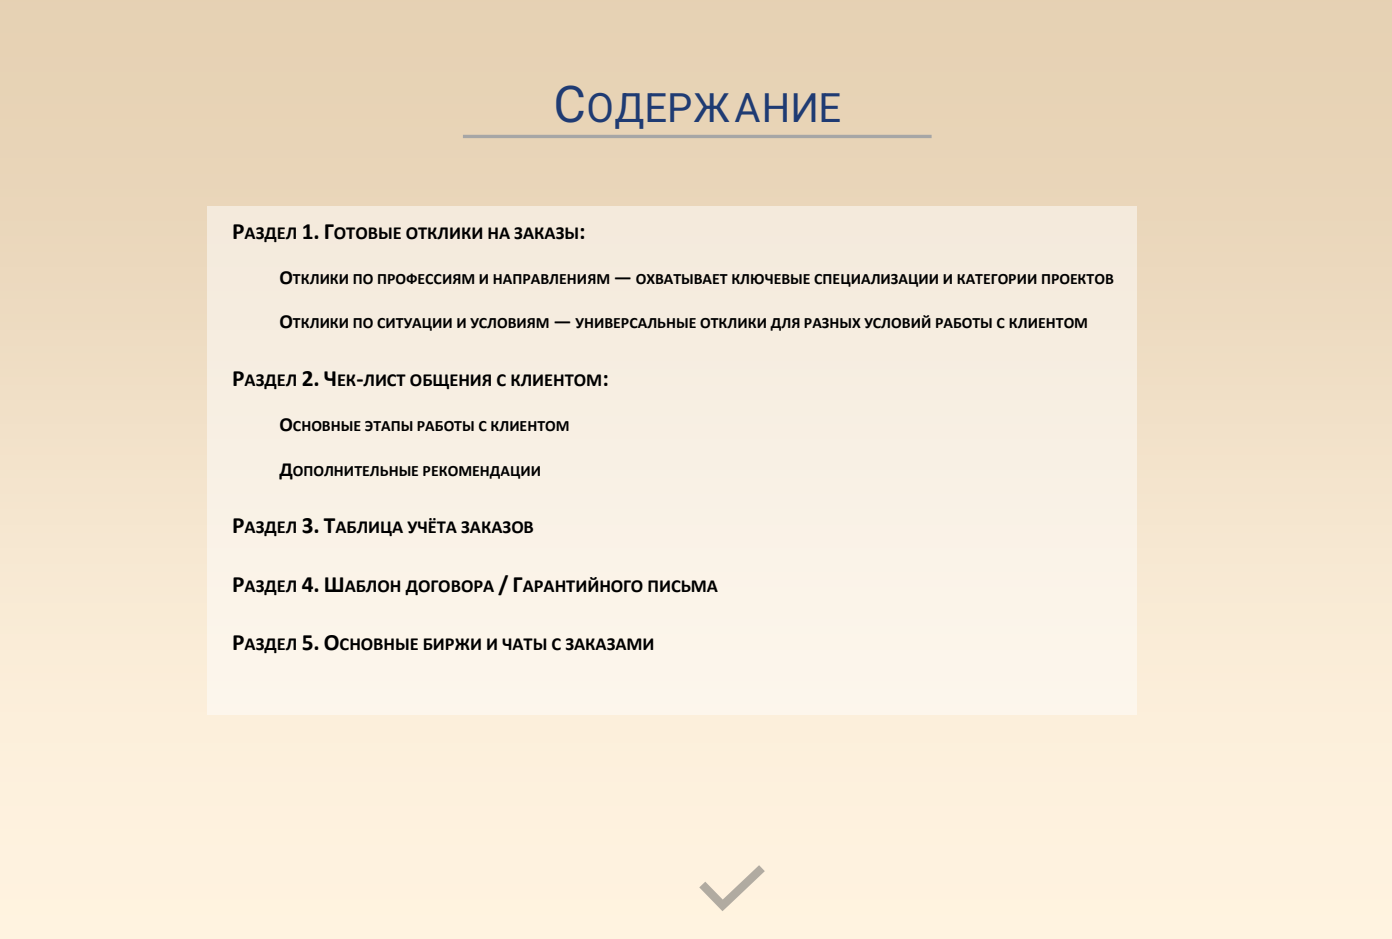 Содержание
Раздел 1. Готовые отклики на заказы:
Отклики по профессиям и направлениям — охватывает ключевые специализации и категории проектов
Отклики по ситуации и условиям — универсальные отклики для разных условий работы с клиентом
Раздел 2. Чек-лист общения с клиентом:
Основные этапы работы с клиентом
Дополнительные рекомендации
Раздел 3. Таблица учёта заказов
Раздел 4. Шаблон договора / Гарантийного письма
Раздел 5. Основные биржи и чаты с заказами